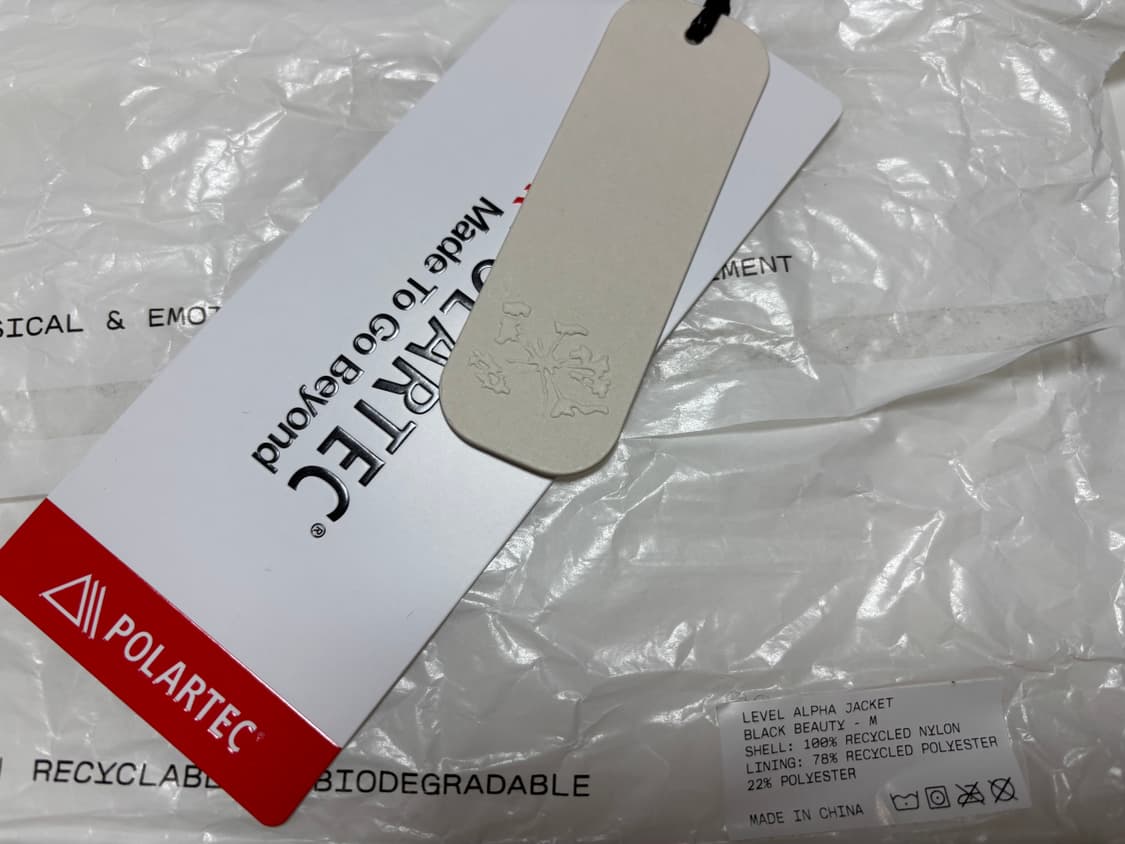 Made To Go Beyond
POLARTEC®
SICAL & EMO
EMENT
POLARTEC
RECYCLABL
BIODEGRADABLE
LEVEL ALPHA JACKET
BLACK BEAUTY - M
SHELL: 100% RECYCLED NYLON
LINING: 78% RECYCLED POLYESTER
22% POLYESTER
MADE IN CHINA